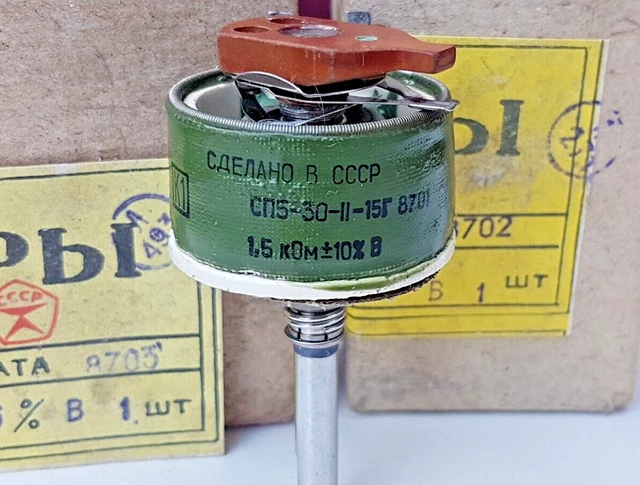 СДЕЛАНО В СССР
К1
СП5-30-II-15Г 8701
1,5 кОм±10% В
РЫ
СССР
АТА 8703
% В 1 шт
Ы
8702
Б 1 шт